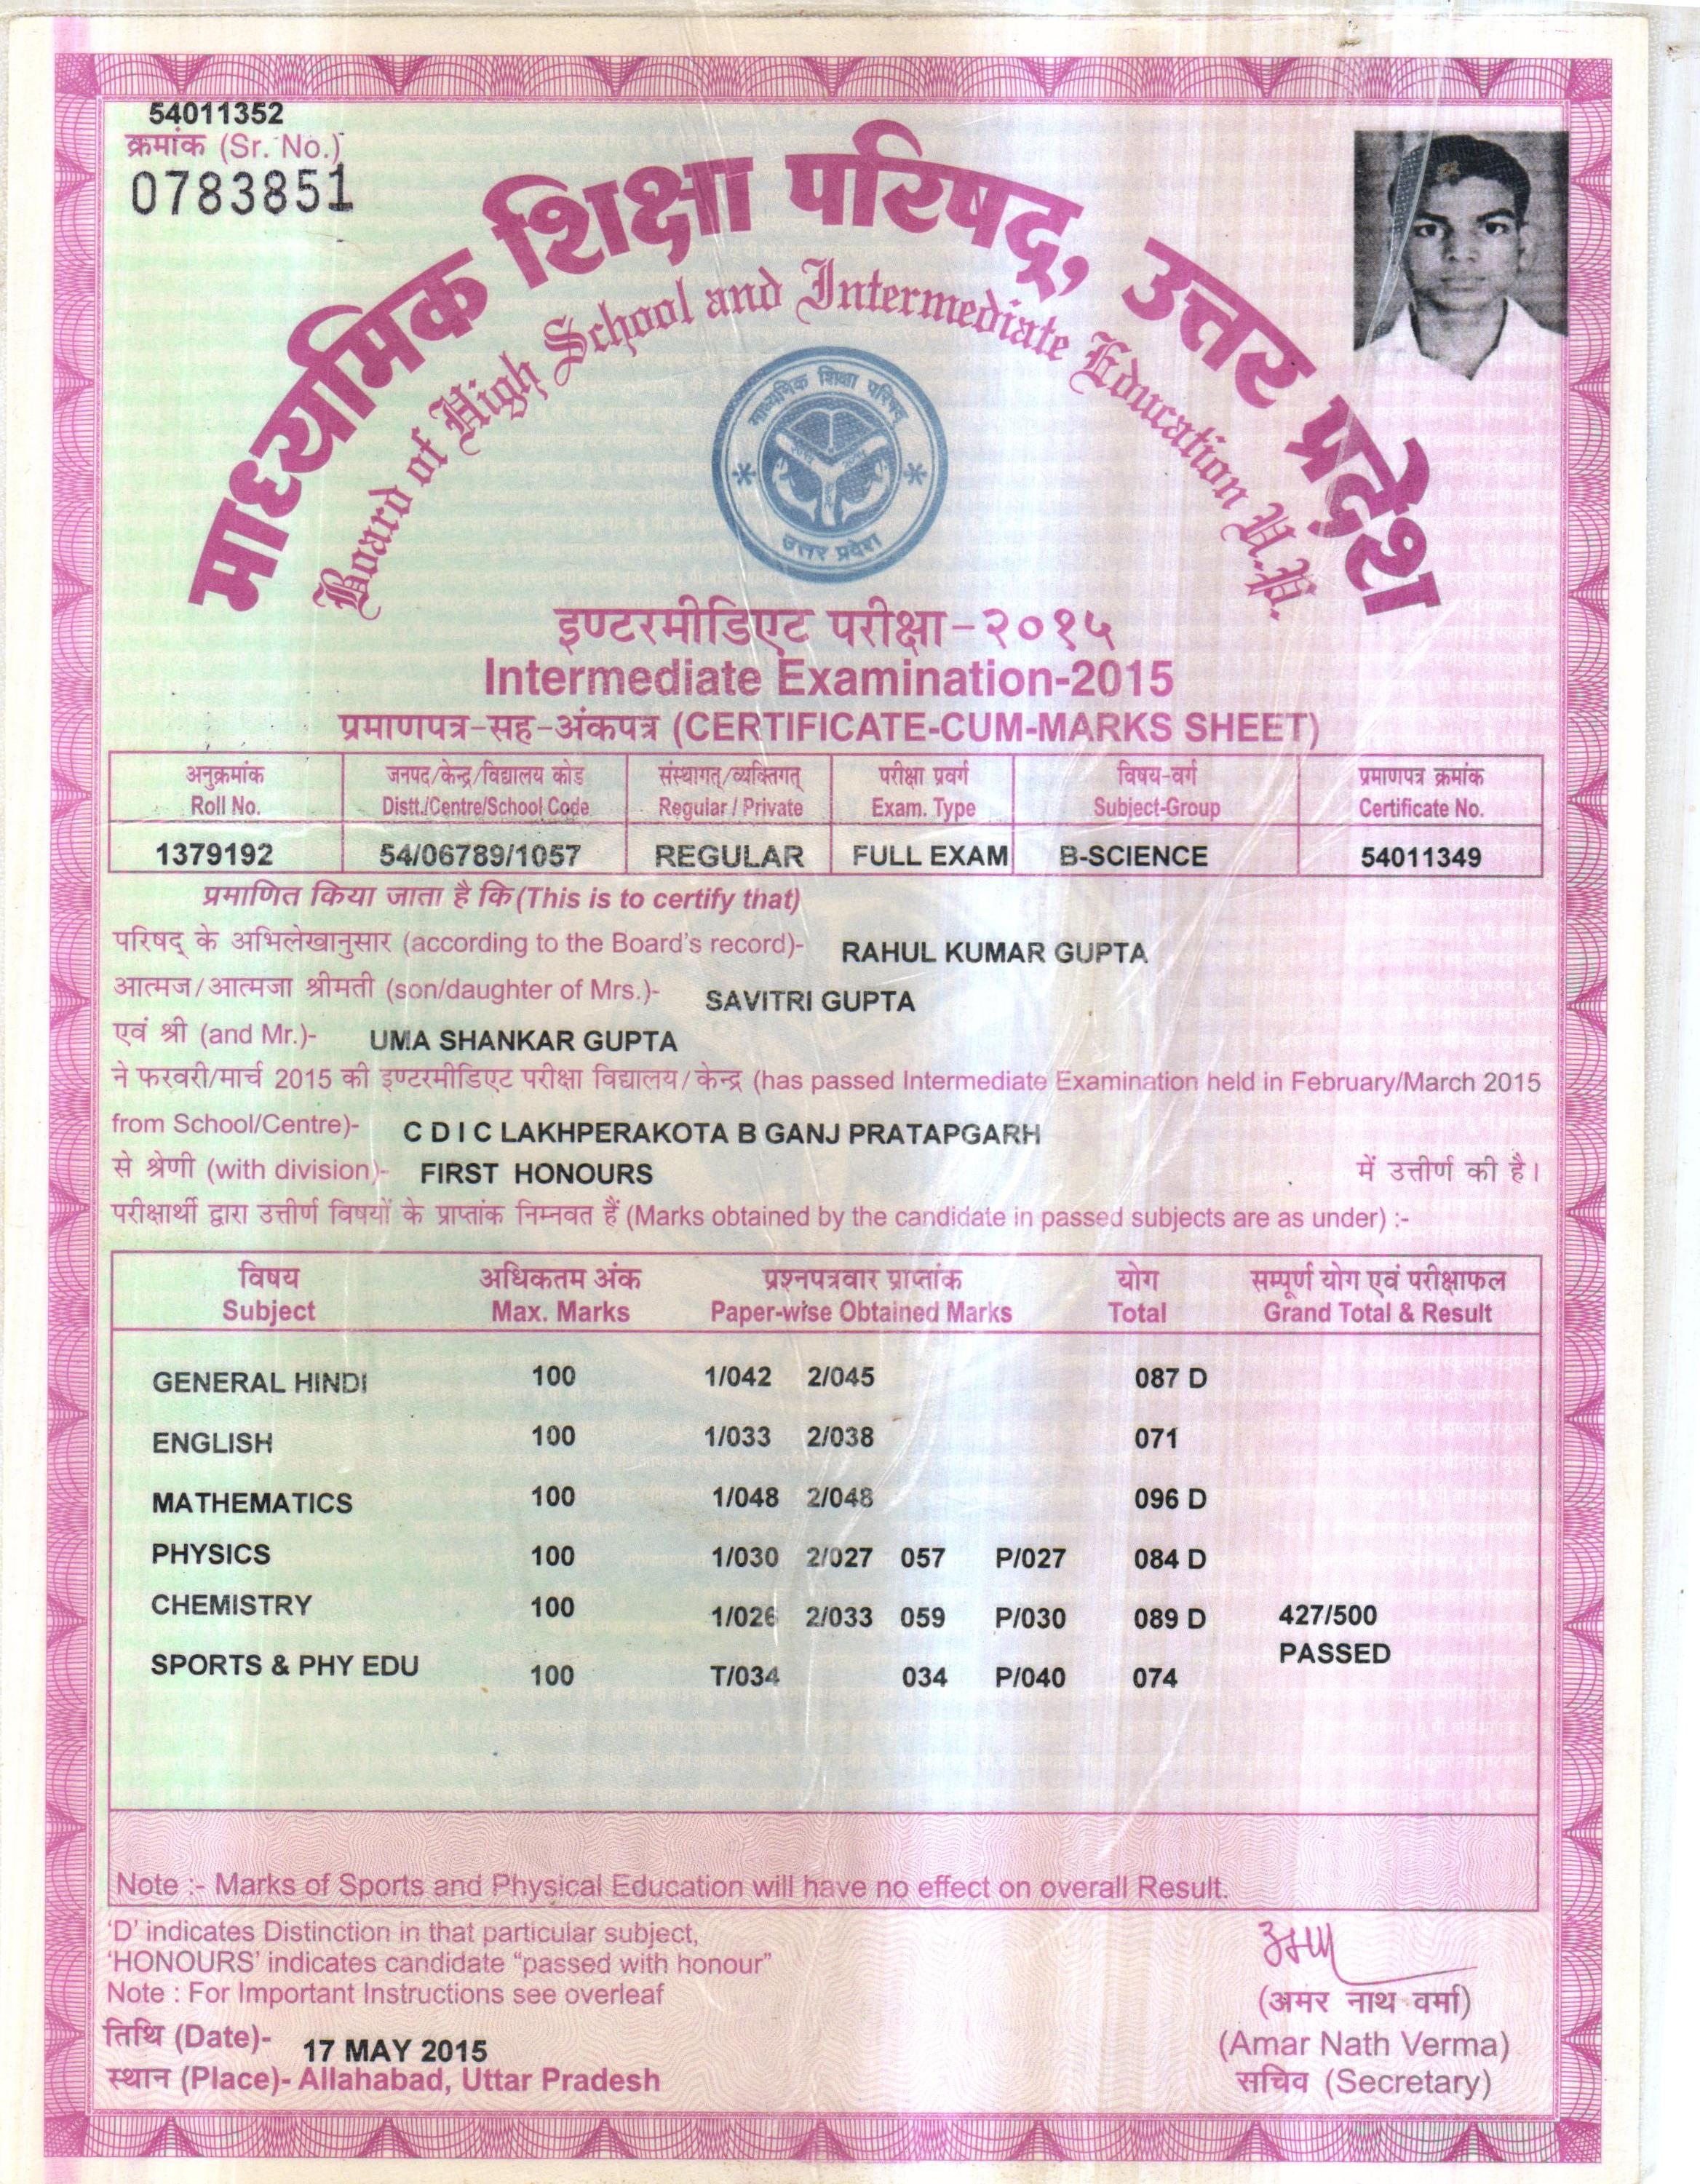 54011352
क्रमांक (Sr. No.)
0783851
माध्यमिक शिक्षा परिषद्, उत्तर प्रदेश
Board of High School and Intermediate Education U.P.
माध्यमिक शिक्षा परिषद्
उत्तर प्रदेश
इण्टरमीडिएट परीक्षा-२०१५
Intermediate Examination-2015
प्रमाणपत्र-सह-अंकपत्र (CERTIFICATE-CUM-MARKS SHEET)
अनुक्रमांक जनपद/केन्द्र/विद्यालय कोड संस्थागत्/व्यक्तिगत् परीक्षा प्रवर्ग विषय-वर्ग प्रमाणपत्र क्रमांक
Roll No. Distt./Centre/School Code Regular / Private Exam. Type Subject-Group Certificate No.
1379192 54/06789/1057 REGULAR FULL EXAM B-SCIENCE 54011349
प्रमाणित किया जाता है कि (This is to certify that)
परिषद् के अभिलेखानुसार (according to the Board's record)- RAHUL KUMAR GUPTA
आत्मज/आत्मजा श्रीमती (son/daughter of Mrs.)- SAVITRI GUPTA
एवं श्री (and Mr.)- UMA SHANKAR GUPTA
ने फरवरी/मार्च 2015 की इण्टरमीडिएट परीक्षा विद्यालय/केन्द्र (has passed Intermediate Examination held in February/March 2015
from School/Centre)- C D I C LAKHPERAKOTA B GANJ PRATAPGARH
से श्रेणी (with division)- FIRST HONOURS में उत्तीर्ण की है।
परीक्षार्थी द्वारा उत्तीर्ण विषयों के प्राप्तांक निम्नवत हैं (Marks obtained by the candidate in passed subjects are as under) :-
विषय अधिकतम अंक प्रश्नपत्रवार प्राप्तांक योग सम्पूर्ण योग एवं परीक्षाफल
Subject Max. Marks Paper-wise Obtained Marks Total Grand Total & Result
GENERAL HINDI 100 1/042 2/045 087 D
ENGLISH 100 1/033 2/038 071
MATHEMATICS 100 1/048 2/048 096 D
PHYSICS 100 1/030 2/027 057 P/027 084 D
CHEMISTRY 100 1/026 2/033 059 P/030 089 D 427/500
PASSED
SPORTS & PHY EDU 100 T/034 034 P/040 074
Note :- Marks of Sports and Physical Education will have no effect on overall Result.
'D' indicates Distinction in that particular subject,
'HONOURS' indicates candidate "passed with honour"
Note : For Important Instructions see overleaf
(अमर नाथ वर्मा)
तिथि (Date)- 17 MAY 2015
(Amar Nath Verma)
स्थान (Place)- Allahabad, Uttar Pradesh
सचिव (Secretary)